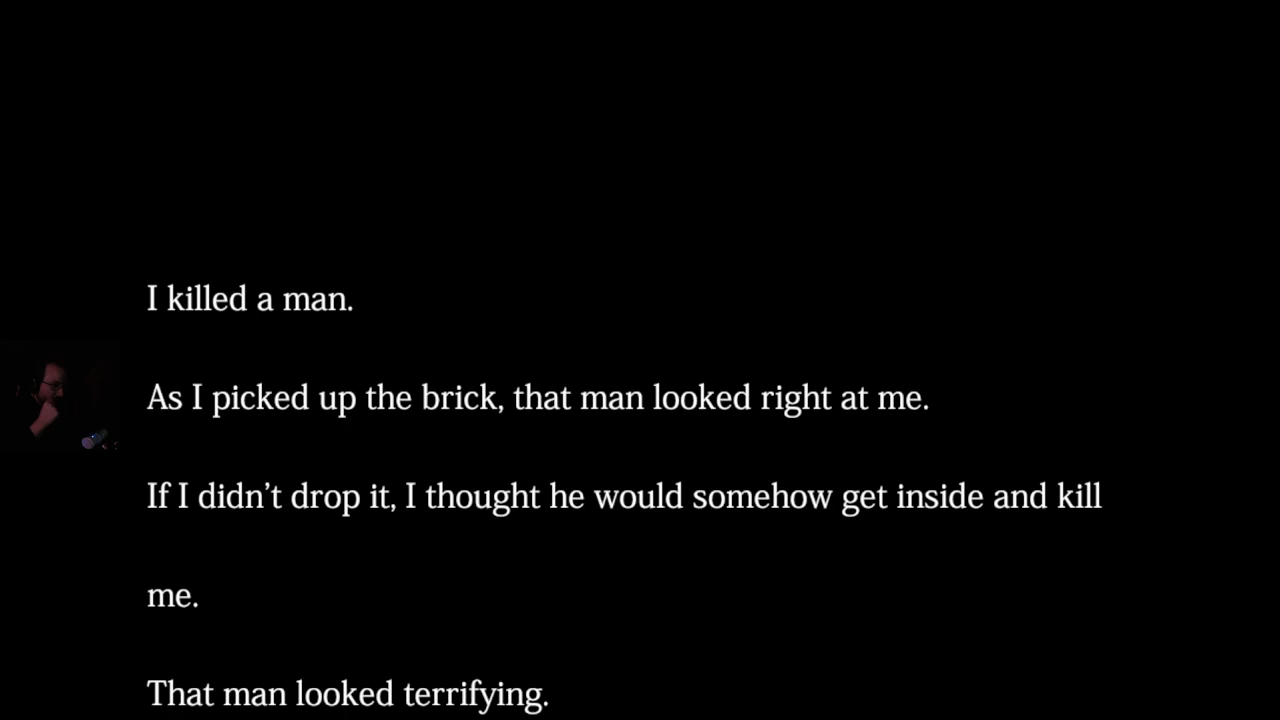 I killed a man.
As I picked up the brick, that man looked right at me.
If I didn’t drop it, I thought he would somehow get inside and kill
me.
That man looked terrifying.